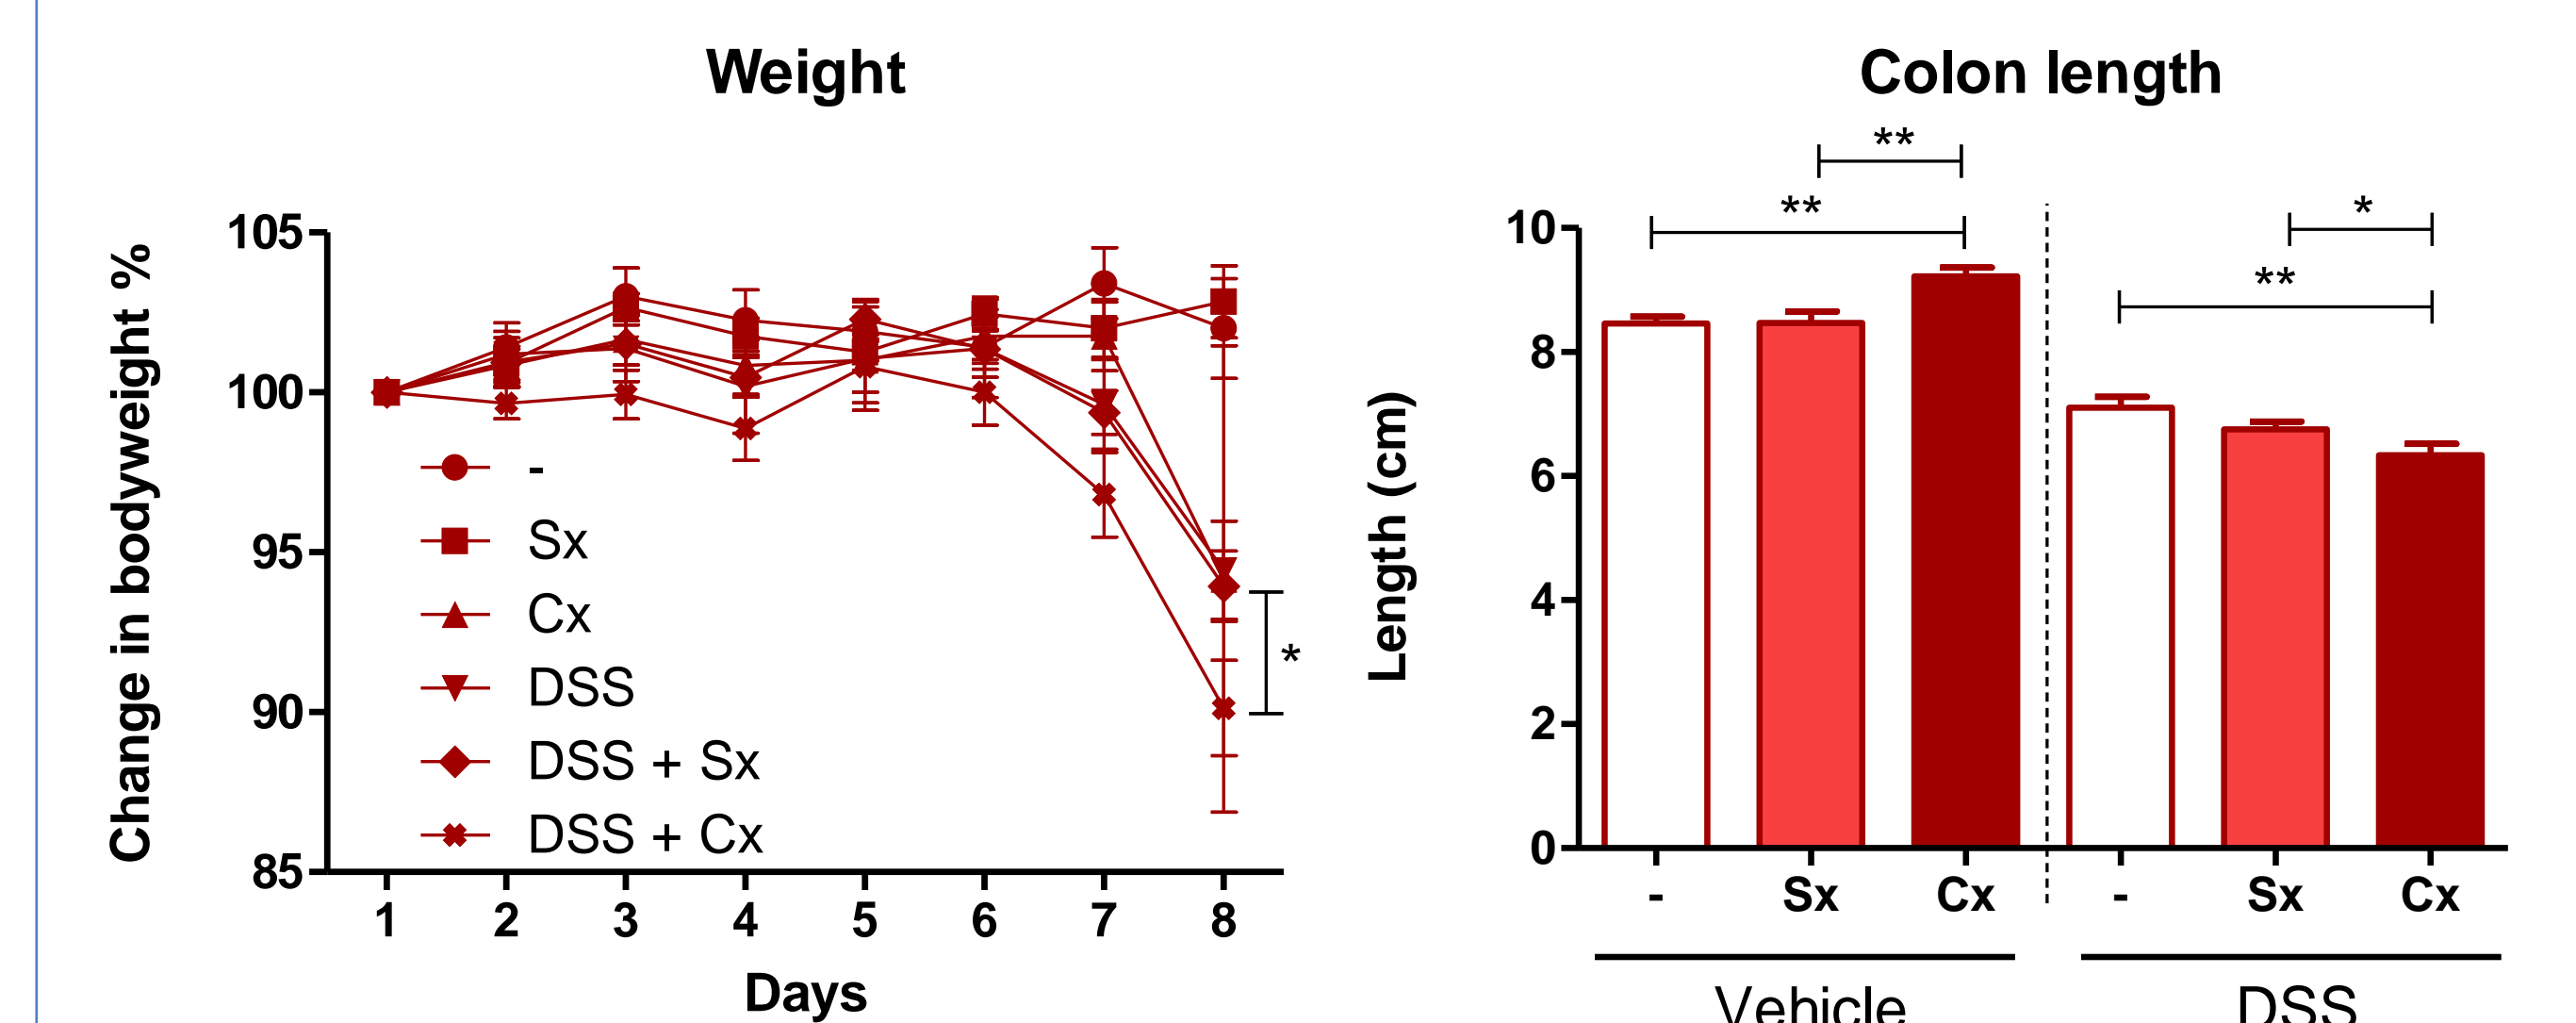 Weight
Change in bodyweight %
105
100
95
90
85
-
Sx
Cx
DSS
DSS + Sx
DSS + Cx
*
1 2 3 4 5 6 7 8
Days
Colon length
Length (cm)
10
8
6
4
2
0
**
**
*
**
- Sx Cx - Sx Cx
Vehicle DSS